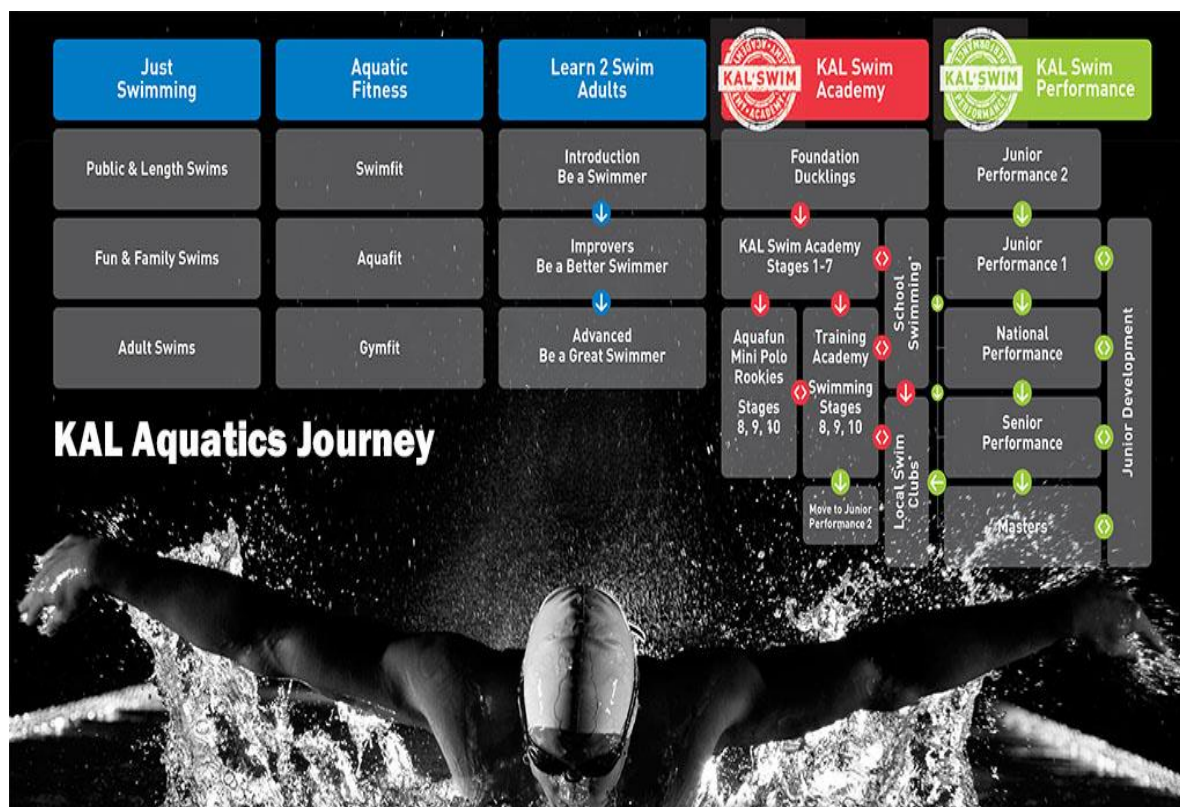 Just
Swimming
Aquatic
Fitness
Learn 2 Swim
Adults
KAL SWIM
KAL Swim
Academy
KAL SWIM
PERFORMANCE
KAL Swim
Performance
Public & Length Swims
Swimfit
Introduction
Be a Swimmer
Foundation
Ducklings
Junior
Performance 2
Fun & Family Swims
Aquafit
Improvers
Be a Better Swimmer
KAL Swim Academy
Stages 1-7
School
Swimming*
Junior
Performance 1
Junior Development
Adult Swims
Gymfit
Advanced
Be a Great Swimmer
Aquafun
Mini Polo
Rookies
Stages
8, 9, 10
Training
Academy
Swimming
Stages
8, 9, 10
National
Performance
KAL Aquatics Journey
Local Swim
Clubs*
Senior
Performance
Move to Junior
Performance 2
Masters